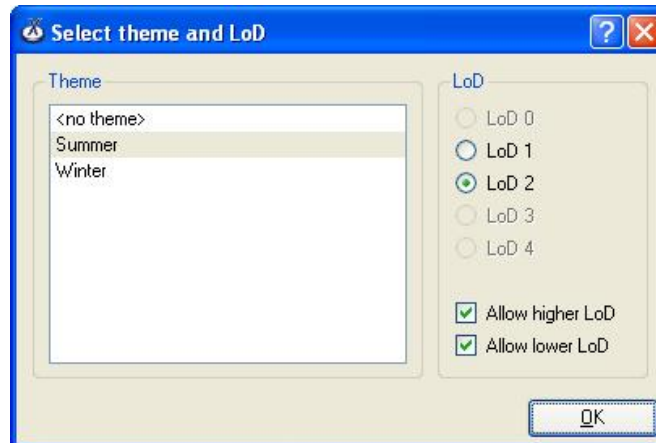 Select theme and LoD
Theme
<no theme>
Summer
Winter
LoD
LoD 0
LoD 1
LoD 2
LoD 3
LoD 4
Allow higher LoD
Allow lower LoD
OK